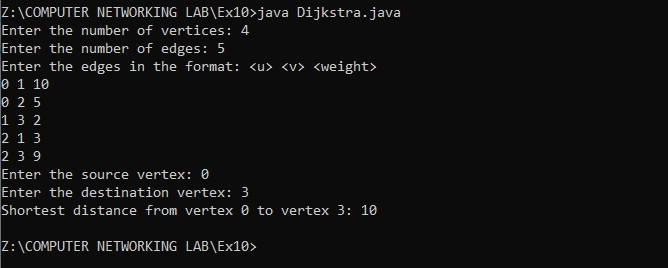 Z:\COMPUTER NETWORKING LAB\Ex10>java Dijkstra.java
Enter the number of vertices: 4
Enter the number of edges: 5
Enter the edges in the format: <u> <v> <weight>
0 1 10
0 2 5
1 3 2
2 1 3
2 3 9
Enter the source vertex: 0
Enter the destination vertex: 3
Shortest distance from vertex 0 to vertex 3: 10
Z:\COMPUTER NETWORKING LAB\Ex10>